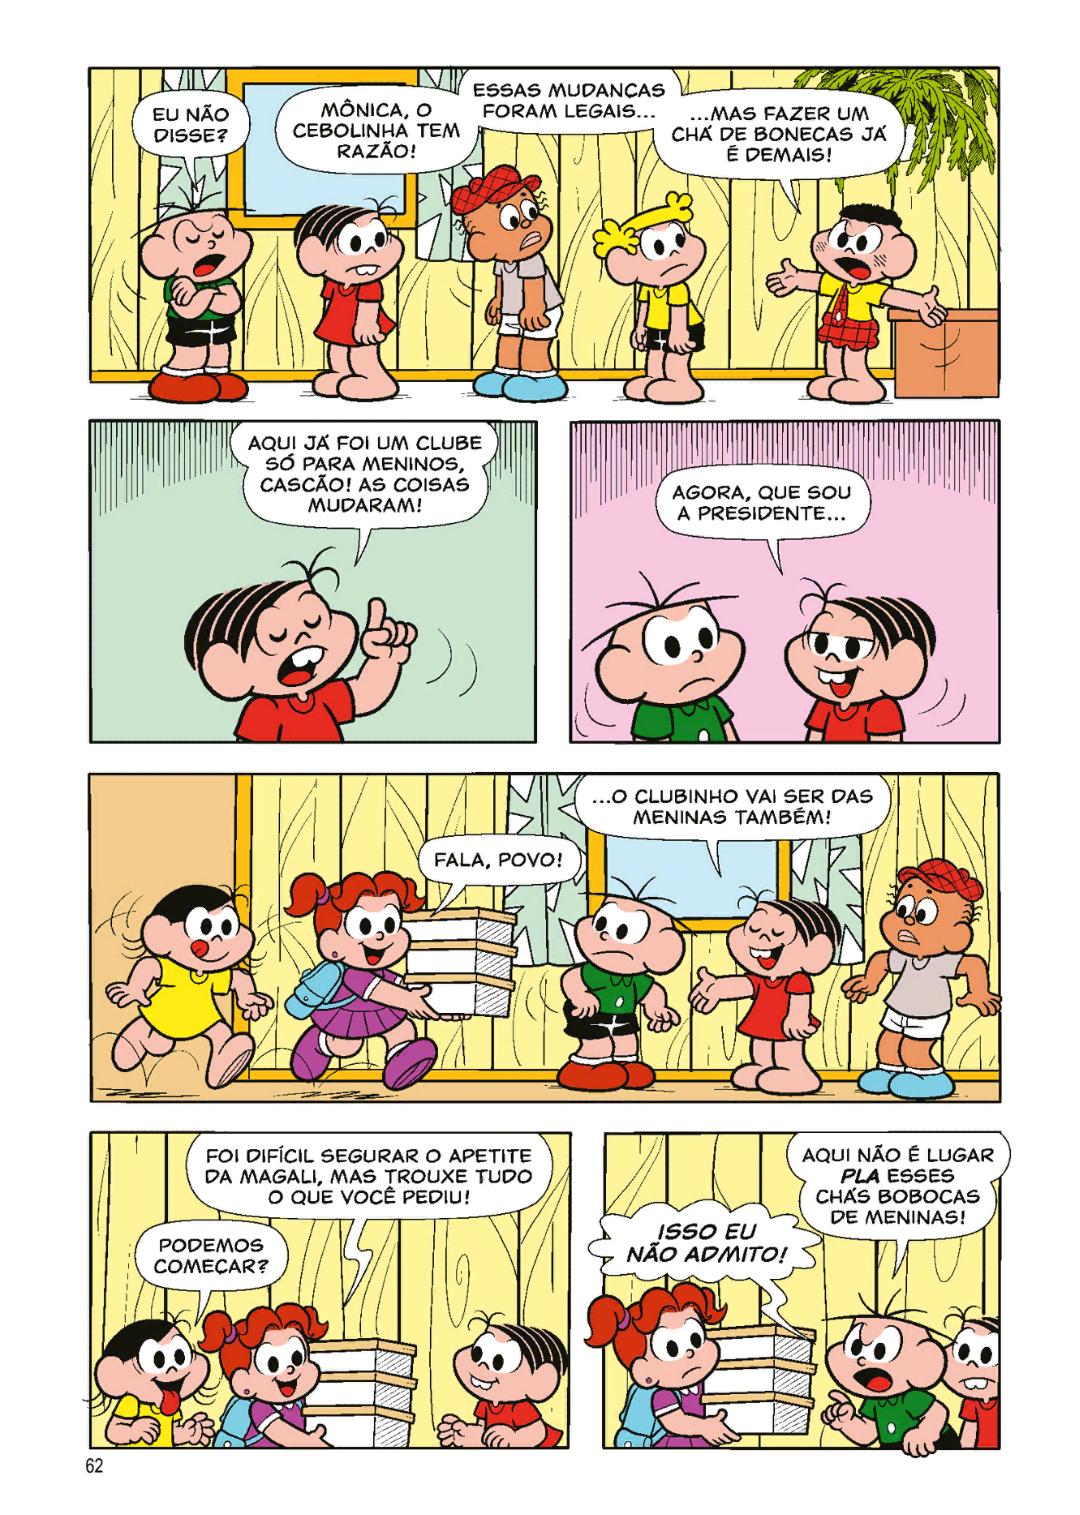 EU NÃO
DISSE?
MÔNICA, O
CEBOLINHA TEM
RAZÃO!
ESSAS MUDANÇAS
FORAM LEGAIS...
...MAS FAZER UM
CHÁ DE BONECAS JÁ
É DEMAIS!
AQUI JÁ FOI UM CLUBE
SÓ PARA MENINOS,
CASCÃO! AS COISAS
MUDARAM!
AGORA, QUE SOU
A PRESIDENTE...
FALA, POVO!
...O CLUBINHO VAI SER DAS
MENINAS TAMBÉM!
FOI DIFÍCIL SEGURAR O APETITE
DA MAGALI, MAS TROUXE TUDO
O QUE VOCÊ PEDIU!
PODEMOS
COMEÇAR?
ISSO EU
NÃO ADMITO!
AQUI NÃO É LUGAR
PLA ESSES
CHÁS BOBOCAS
DE MENINAS!
62